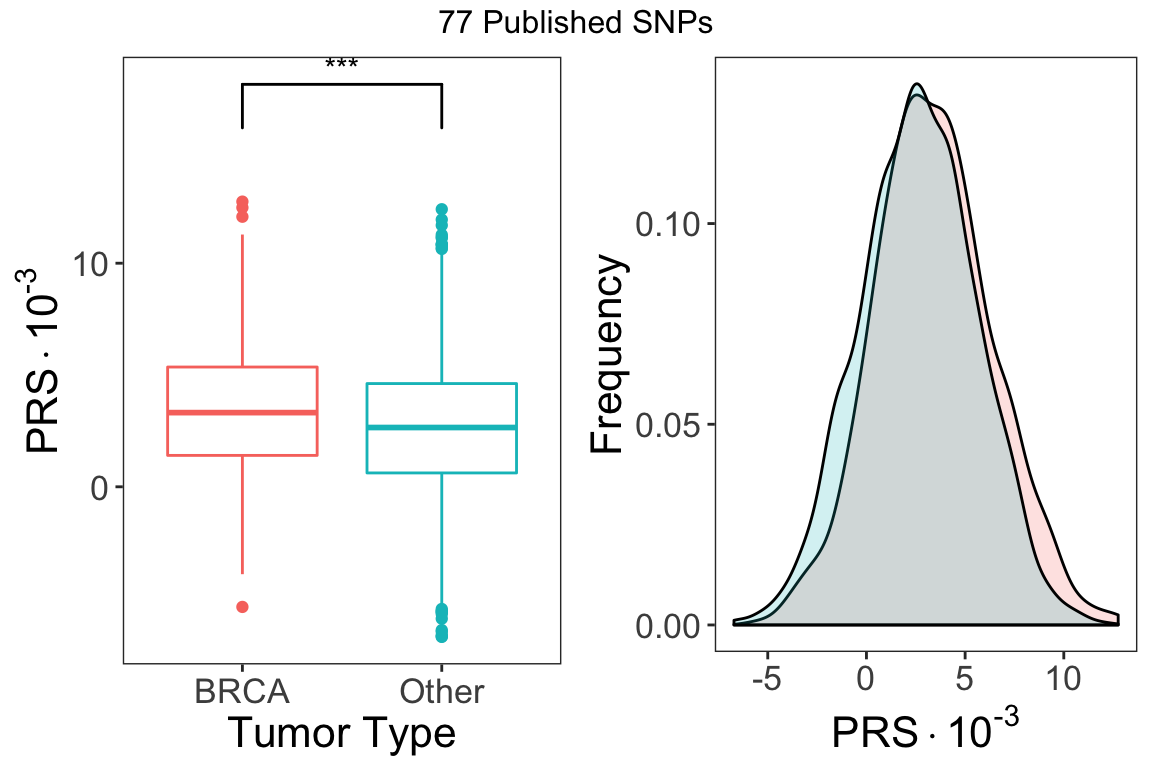 77 Published SNPs
***
PRS · 10⁻³
10
0
BRCA
Other
Tumor Type
Frequency
0.10
0.05
0.00
-5
0
5
10
PRS · 10⁻³